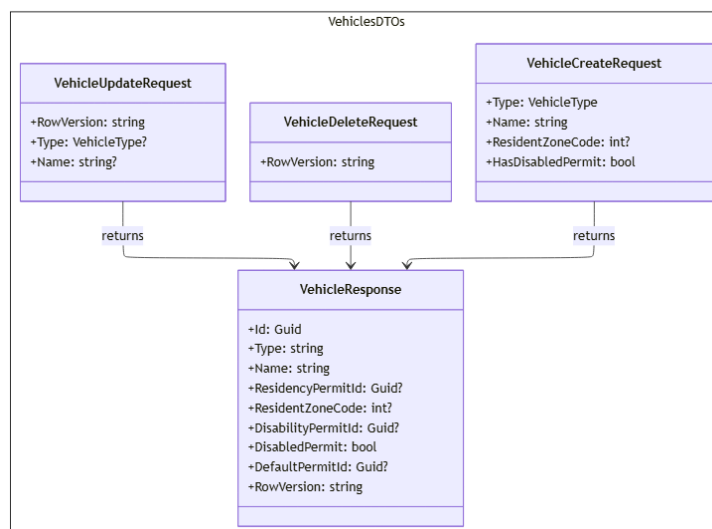 VehiclesDTOs
VehicleUpdateRequest
+RowVersion: string
+Type: VehicleType?
+Name: string?
VehicleDeleteRequest
+RowVersion: string
VehicleCreateRequest
+Type: VehicleType
+Name: string
+ResidentZoneCode: int?
+HasDisabledPermit: bool
returns
returns
returns
VehicleResponse
+Id: Guid
+Type: string
+Name: string
+ResidencyPermitId: Guid?
+ResidentZoneCode: int?
+DisabilityPermitId: Guid?
+DisabledPermit: bool
+DefaultPermitId: Guid?
+RowVersion: string